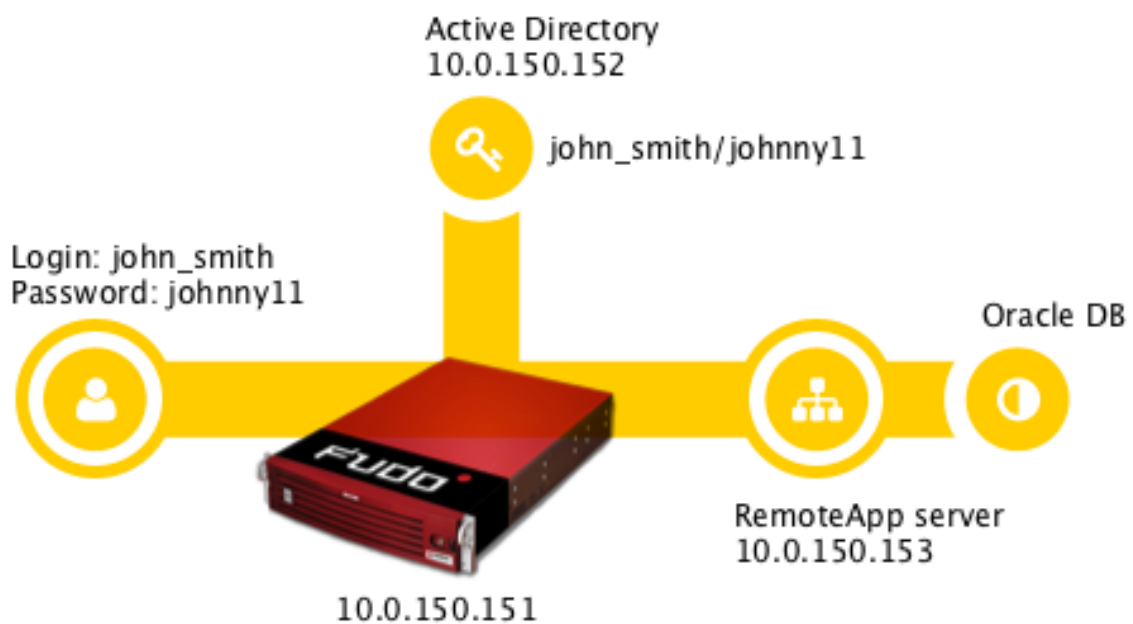 Active Directory
10.0.150.152
john_smith/johnny11
Login: john_smith
Password: johnny11
Oracle DB
FUDO
RemoteApp server
10.0.150.153
10.0.150.151